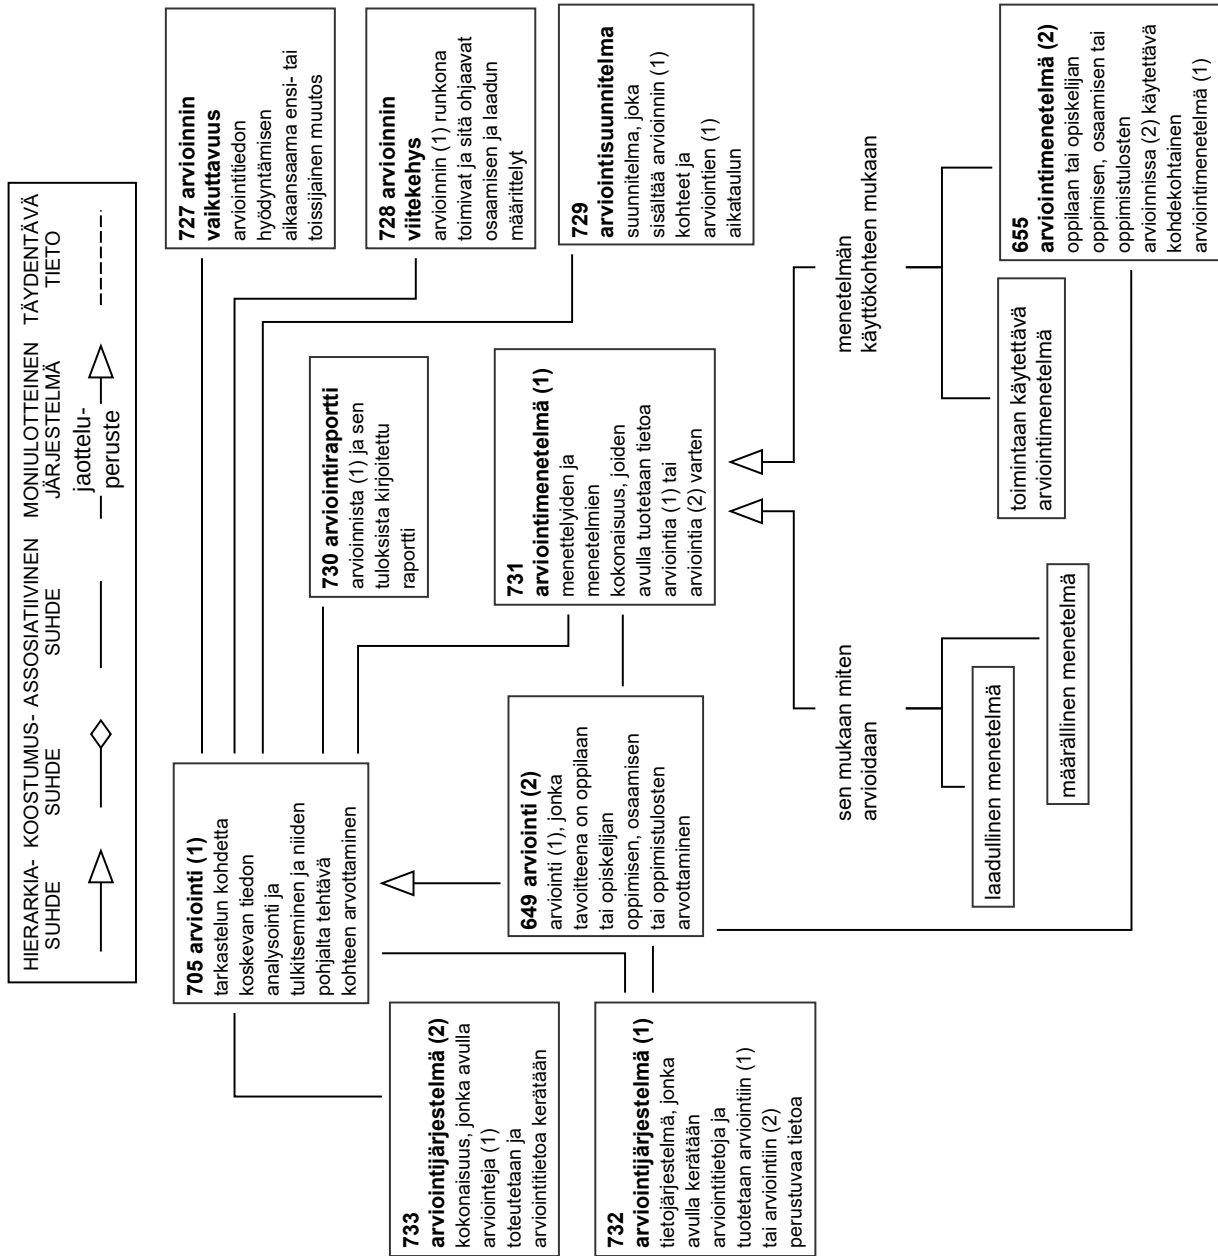 HIERARKIA-
SUHDE
KOOSTUMUS-
SUHDE
ASSOSIATIIVINEN
SUHDE
MONIULOTTEINEN
JÄRJESTELMÄ
jaottelu-
peruste
TÄYDENTÄVÄ
TIETO
705 arviointi (1)
tarkastelun kohdetta
koskevan tiedon
analysointi ja
tulkitseminen ja niiden
pohjalta tehtävä
kohteen arvottaminen
727 arvioinnin
vaikuttavuus
arviointitiedon
hyödyntämisen
aikaansaama ensi- tai
toissijainen muutos
728 arvioinnin
viitekehys
arvioinnin (1) runkona
toimivat ja sitä ohjaavat
osaamisen ja laadun
määrittelyt
729
arviointisuunnitelma
suunnitelma, joka
sisältää arvioinnin (1)
kohteet ja
arviointien (1)
aikataulun
730 arviointiraportti
arvioinnista (1) ja sen
tuloksista kirjoitettu
raportti
733
arviointijärjestelmä (2)
kokonaisuus, jonka avulla
arviointeja (1)
toteutetaan ja
arviointitietoa kerätään
649 arviointi (2)
arviointi (1), jonka
tavoitteena on oppilaan
tai opiskelijan
oppimisen, osaamisen
tai oppimistulosten
arvottaminen
731
arviointimenetelmä (1)
menettelyiden ja
menetelmien
kokonaisuus, joiden
avulla tuotetaan tietoa
arviointia (1) tai
arviointia (2) varten
732
arviointijärjestelmä (1)
tietojärjestelmä, jonka
avulla kerätään
arviointitietoja ja
tuotetaan arviointiin (1)
tai arviointiin (2)
perustuvaa tietoa
sen mukaan miten
arvioidaan
menetelmän
käyttökohteen mukaan
laadullinen menetelmä
määrällinen menetelmä
toimintaan käytettävä
arviointimenetelmä
655
arviointimenetelmä (2)
oppilaan tai opiskelijan
oppimisen, osaamisen tai
oppimistulosten
arvioinnissa (2) käytettävä
kohdekohtainen
arviointimenetelmä (1)